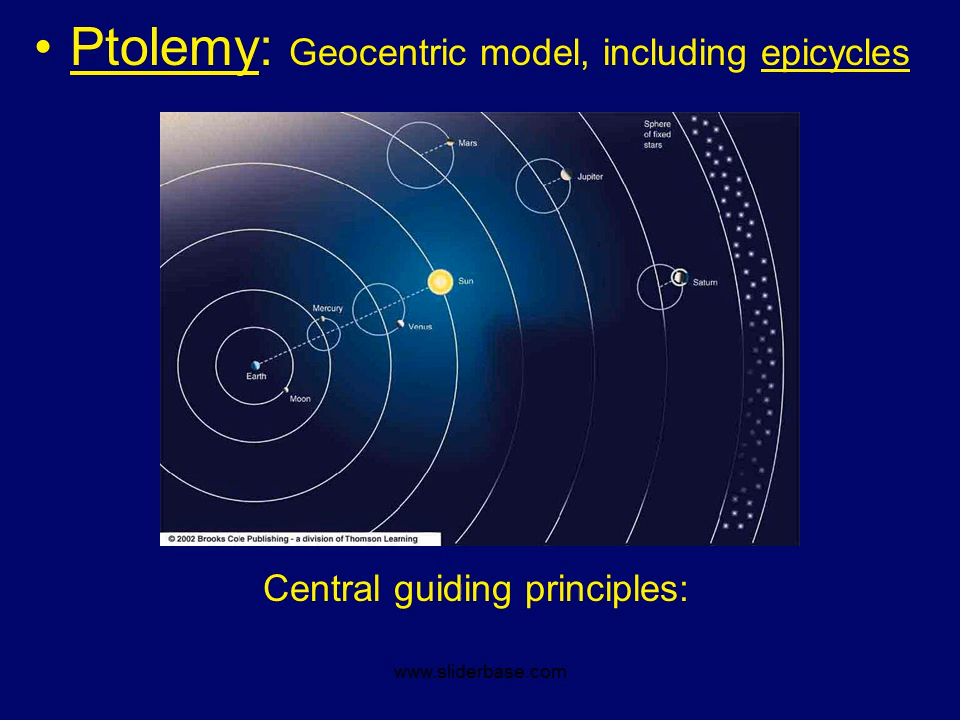 • Ptolemy: Geocentric model, including epicycles
Sphere
of fixed
stars
Mars
Jupiter
Sun
Saturn
Mercury
Venus
Earth
Moon
© 2002 Brooks Cole Publishing - a division of Thomson Learning
Central guiding principles:
www.sliderbase.com